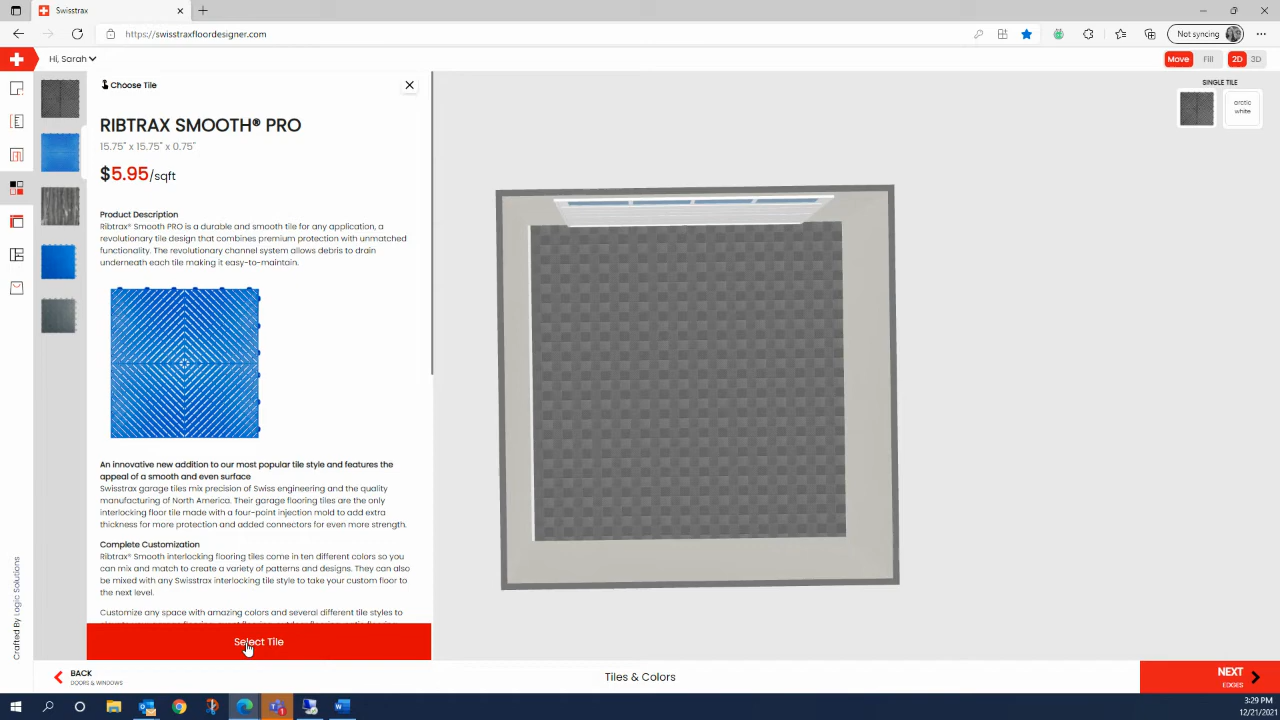 Swisstrax
https://swisstraxfloordesigner.com
Not syncing
Hi, Sarah
Move
Fill
2D
3D
Choose Tile
SINGLE TILE
arctic
white
RIBTRAX SMOOTH® PRO
15.75" x 15.75" x 0.75"
$5.95/sqft
Product Description
Ribtrax® Smooth PRO is a durable and smooth tile for any application, a
revolutionary tile design that combines premium protection with unmatched
functionality. The revolutionary channel system allows debris to drain
underneath each tile making it easy-to-maintain.
An innovative new addition to our most popular tile style and features the
appeal of a smooth and even surface
Swisstrax garage tiles mix precision of Swiss engineering and the quality
manufacturing of North America. Their garage flooring tiles are the only
interlocking floor tile made with a four-point injection mold to add extra
thickness for more protection and added connectors for even more strength.
Complete Customization
Ribtrax® Smooth interlocking flooring tiles come in ten different colors so you
can mix and match to create a variety of patterns and designs. They can also
be mixed with any Swisstrax interlocking tile style to take your custom floor to
the next level.
Customize any space with amazing colors and several different tile styles to
Select Tile
Crafted By Logic Solutions
BACK
DOORS & WINDOWS
Tiles & Colors
NEXT
EDGES
3:29 PM
12/21/2021